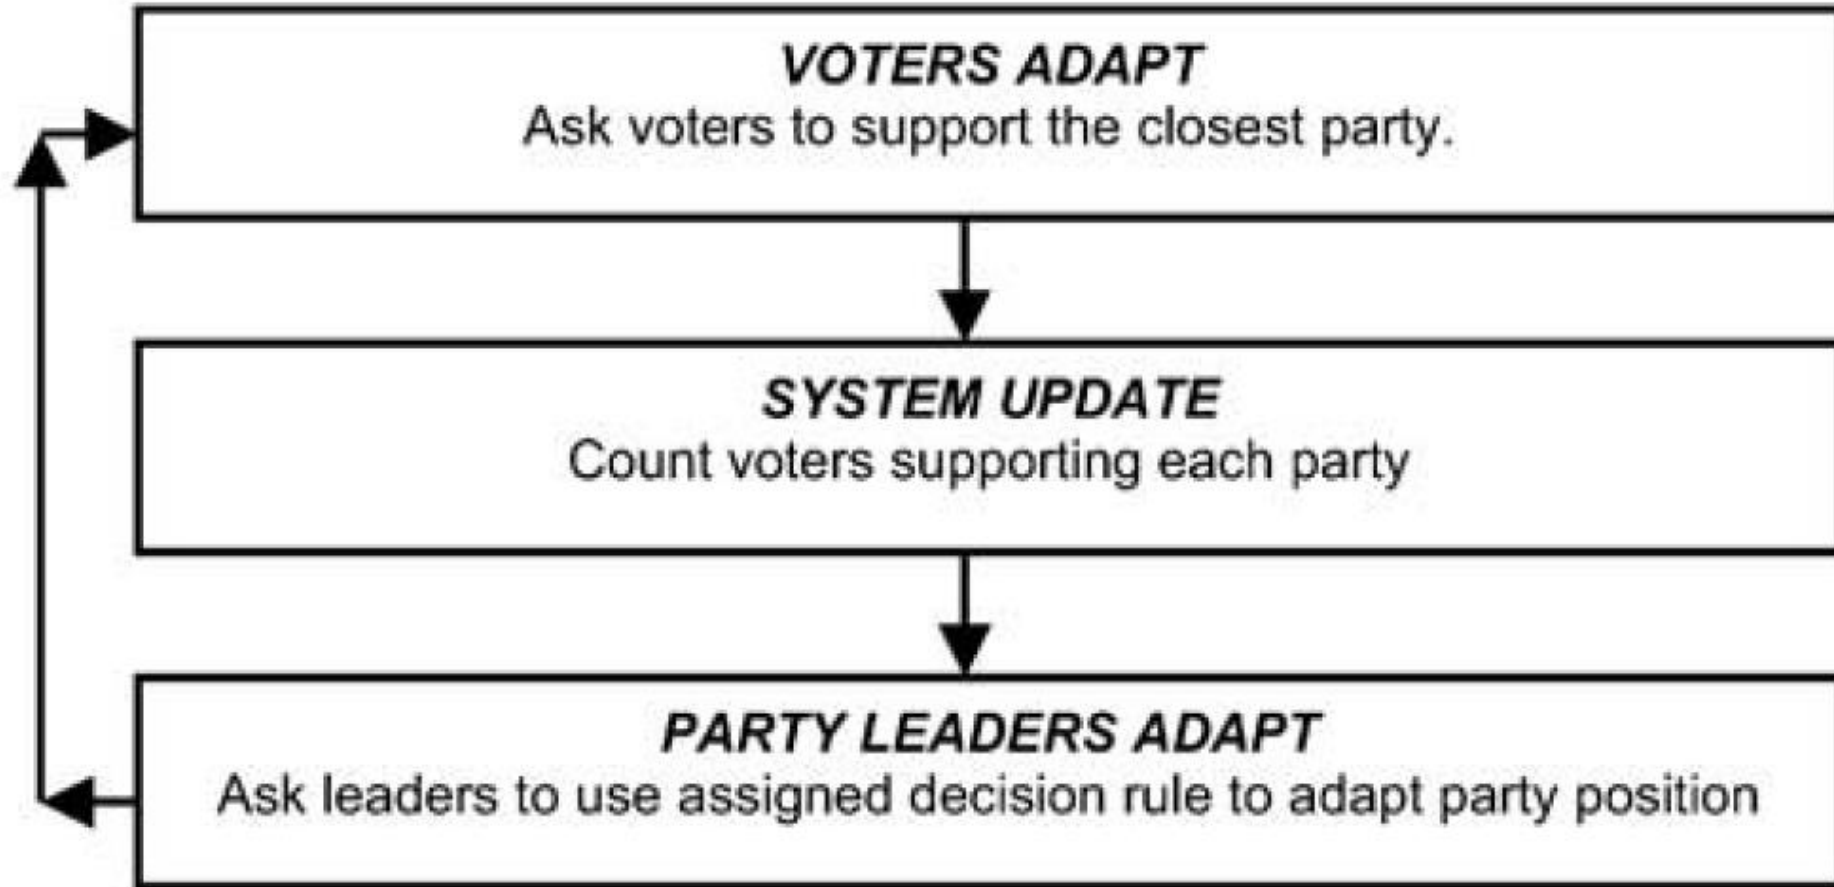 VOTERS ADAPT
Ask voters to support the closest party.
SYSTEM UPDATE
Count voters supporting each party
PARTY LEADERS ADAPT
Ask leaders to use assigned decision rule to adapt party position